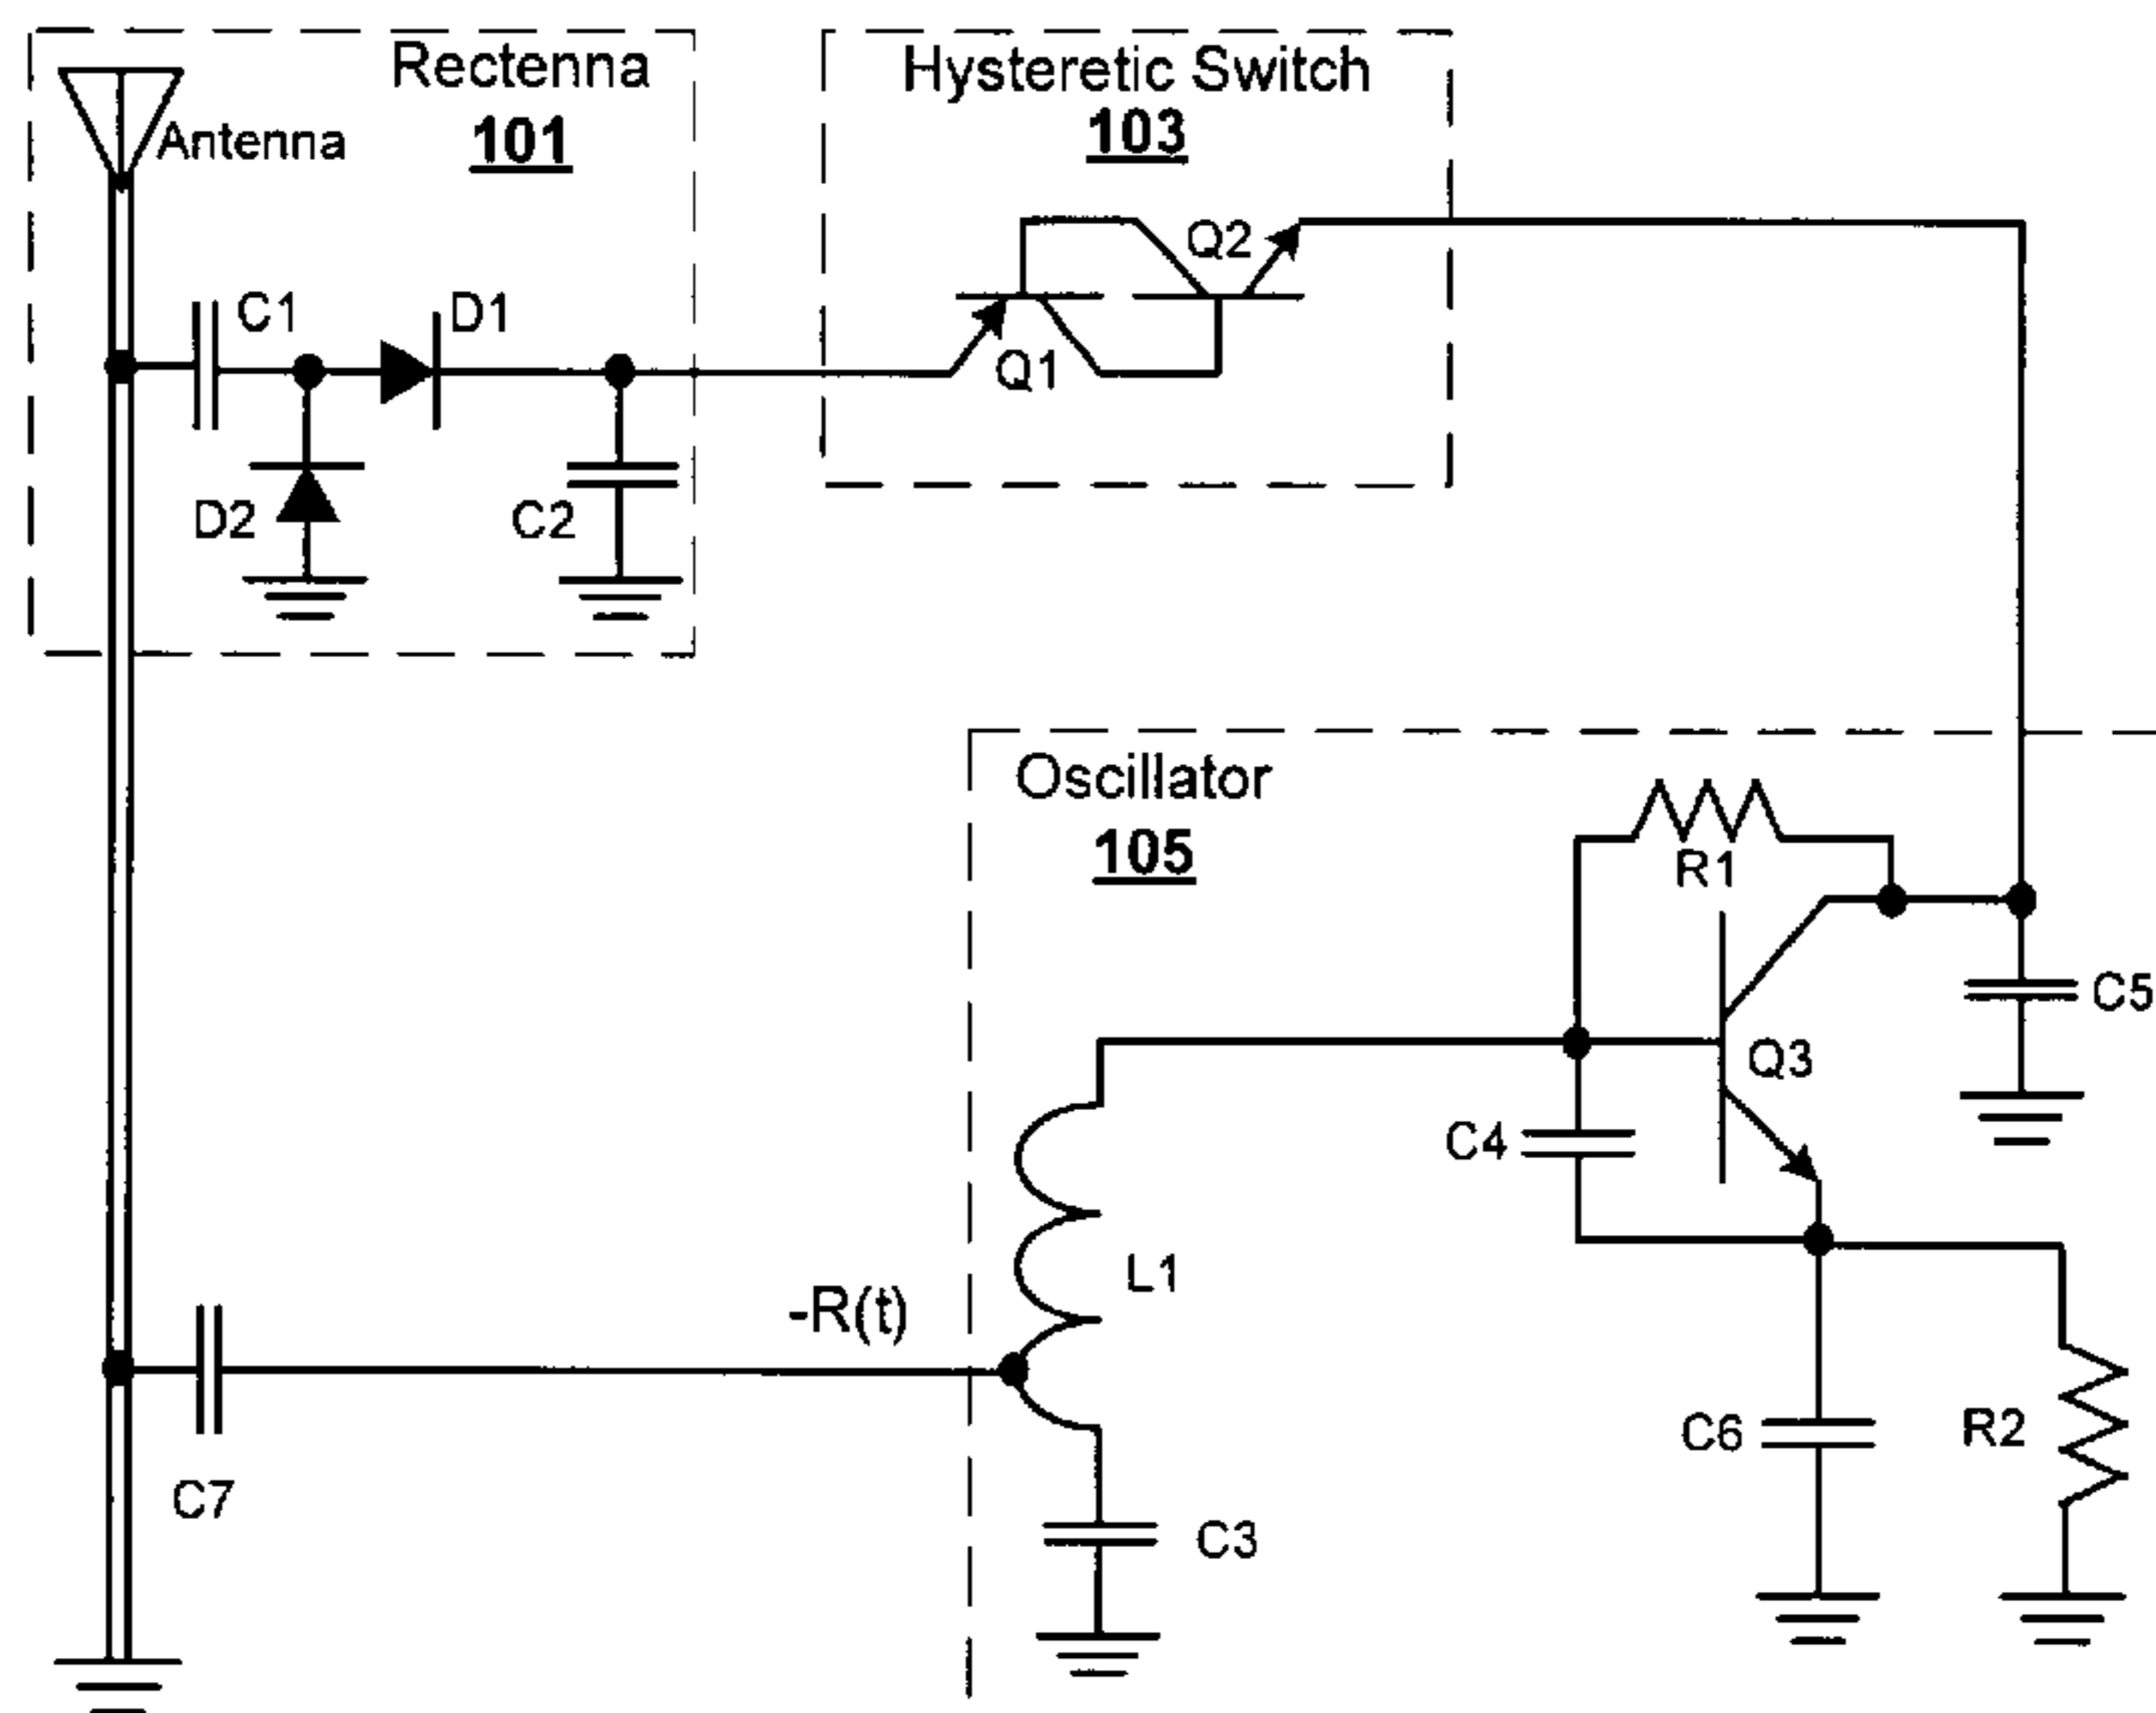 Rectenna
101
Antenna
C1
D1
D2
C2
Hysteretic Switch
103
Q2
Q1
Oscillator
105
R1
C5
Q3
C4
L1
-R(t)
C6
R2
C7
C3